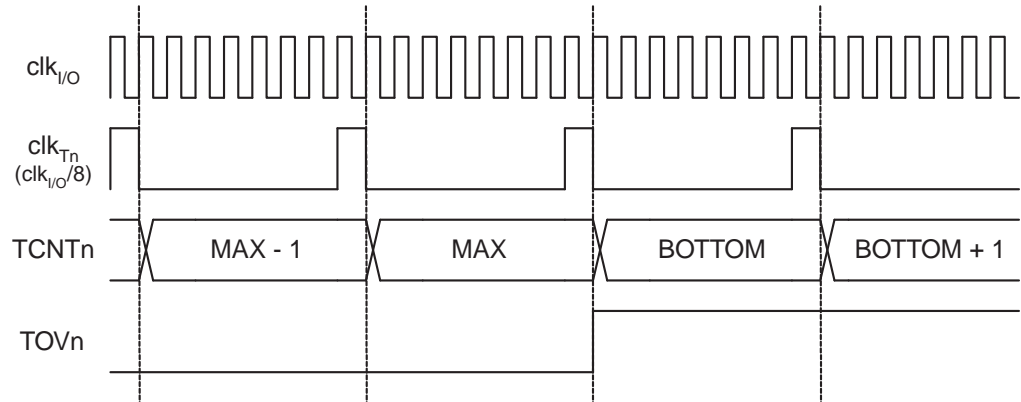 clkI/O
clkTn
(clkI/O/8)
TCNTn MAX - 1 MAX BOTTOM BOTTOM + 1
TOVn